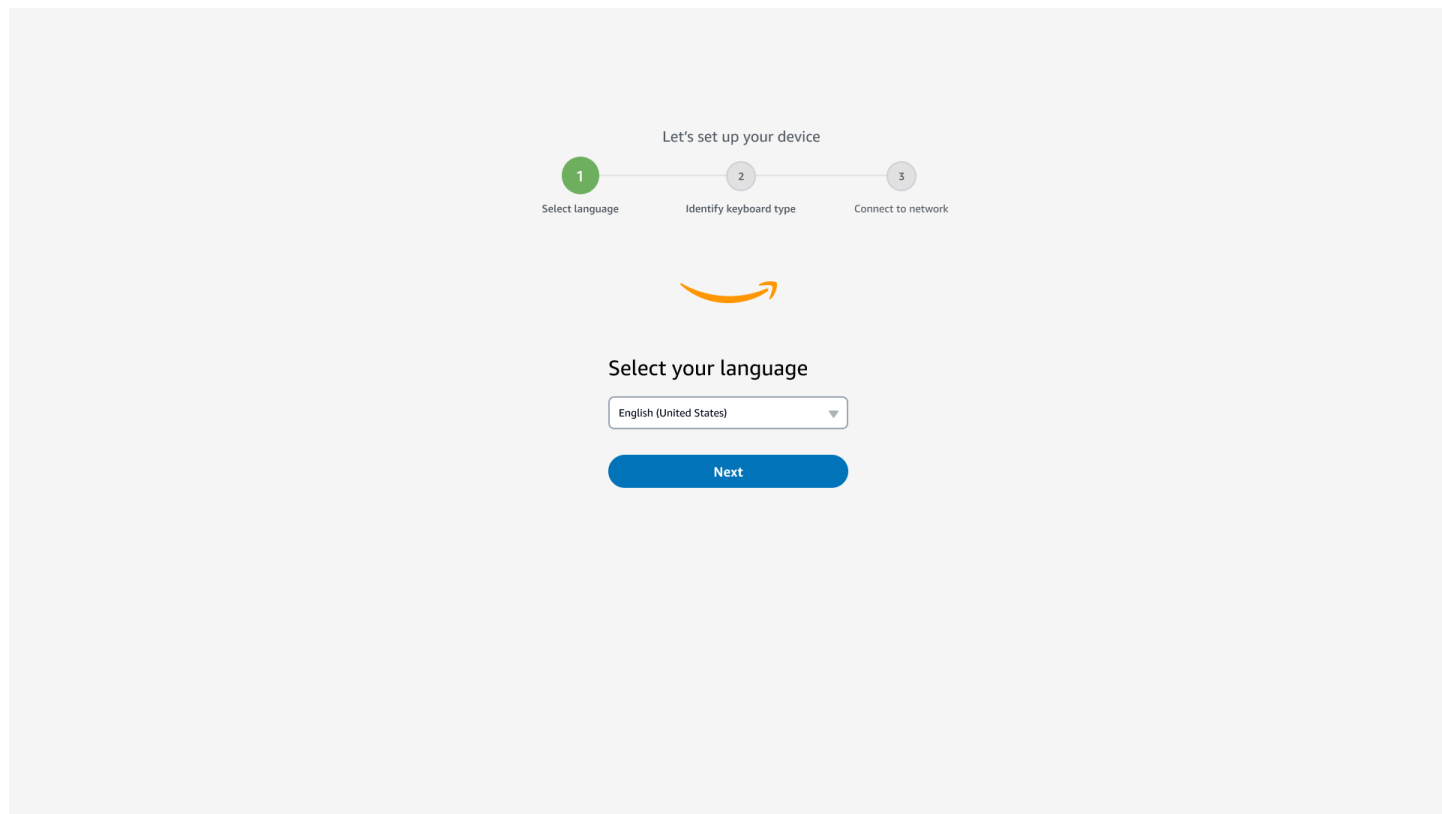 Let's set up your device
1
2
3
Select language
Identify keyboard type
Connect to network
Select your language
English (United States)
Next